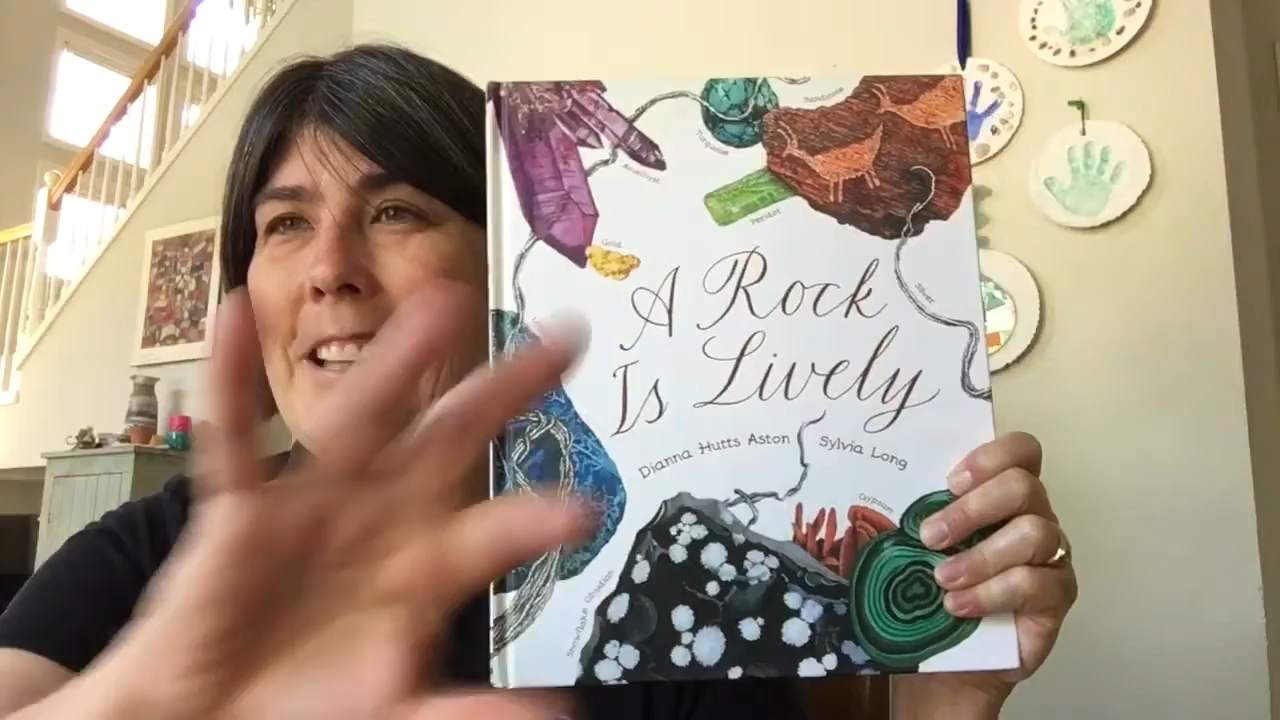 Sandstone
Turquoise
Amethyst
Peridot
Gold
Silver
A Rock
Is Lively
Dianna Hutts Aston
Sylvia Long
Gypsum
Snowflake Obsidian